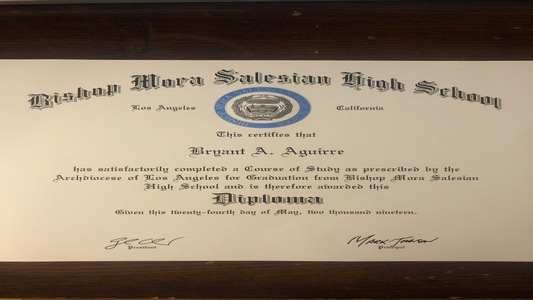 Bishop Mora Salesian High School
Los Angeles California
This certifies that
Bryant A. Aguirre
has satisfactorily completed a Course of Study as prescribed by the
Archdiocese of Los Angeles for Graduation from Bishop Mora Salesian
High School and is therefore awarded this
Diploma
Given this twenty-fourth day of May, two thousand nineteen.
President Principal